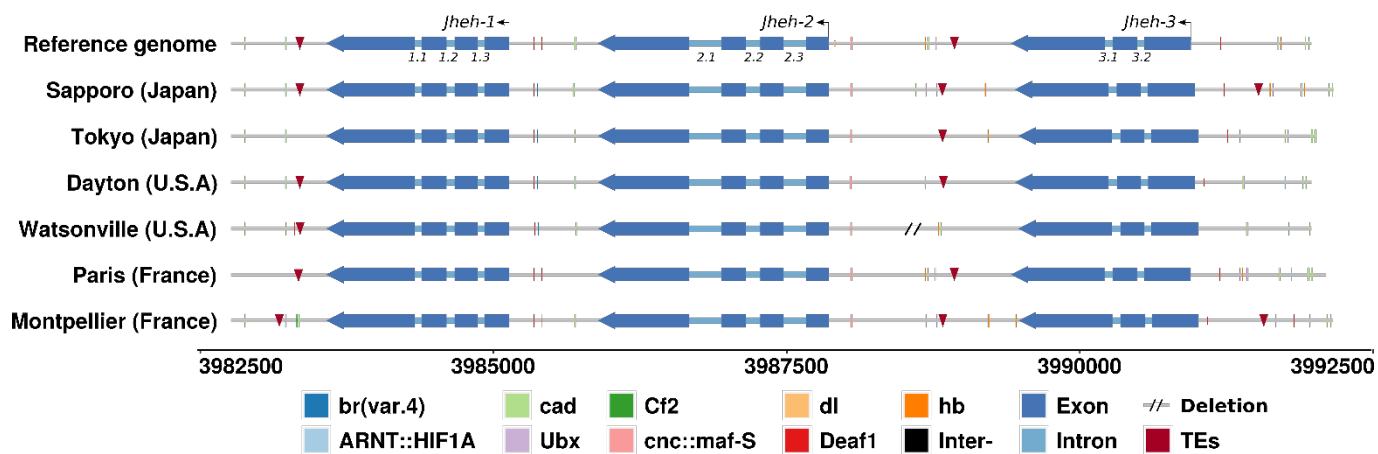 Jheh-1 Jheh-2 Jheh-3
Reference genome
1.1 1.2 1.3 2.1 2.2 2.3 3.1 3.2
Sapporo (Japan)
Tokyo (Japan)
Dayton (U.S.A)
Watsonville (U.S.A)
Paris (France)
Montpellier (France)
3982500 3985000 3987500 3990000 3992500
br(var.4) cad Cf2 dl hb Exon Deletion
ARNT::HIF1A Ubx cnc::maf-S Deaf1 Inter- Intron TEs